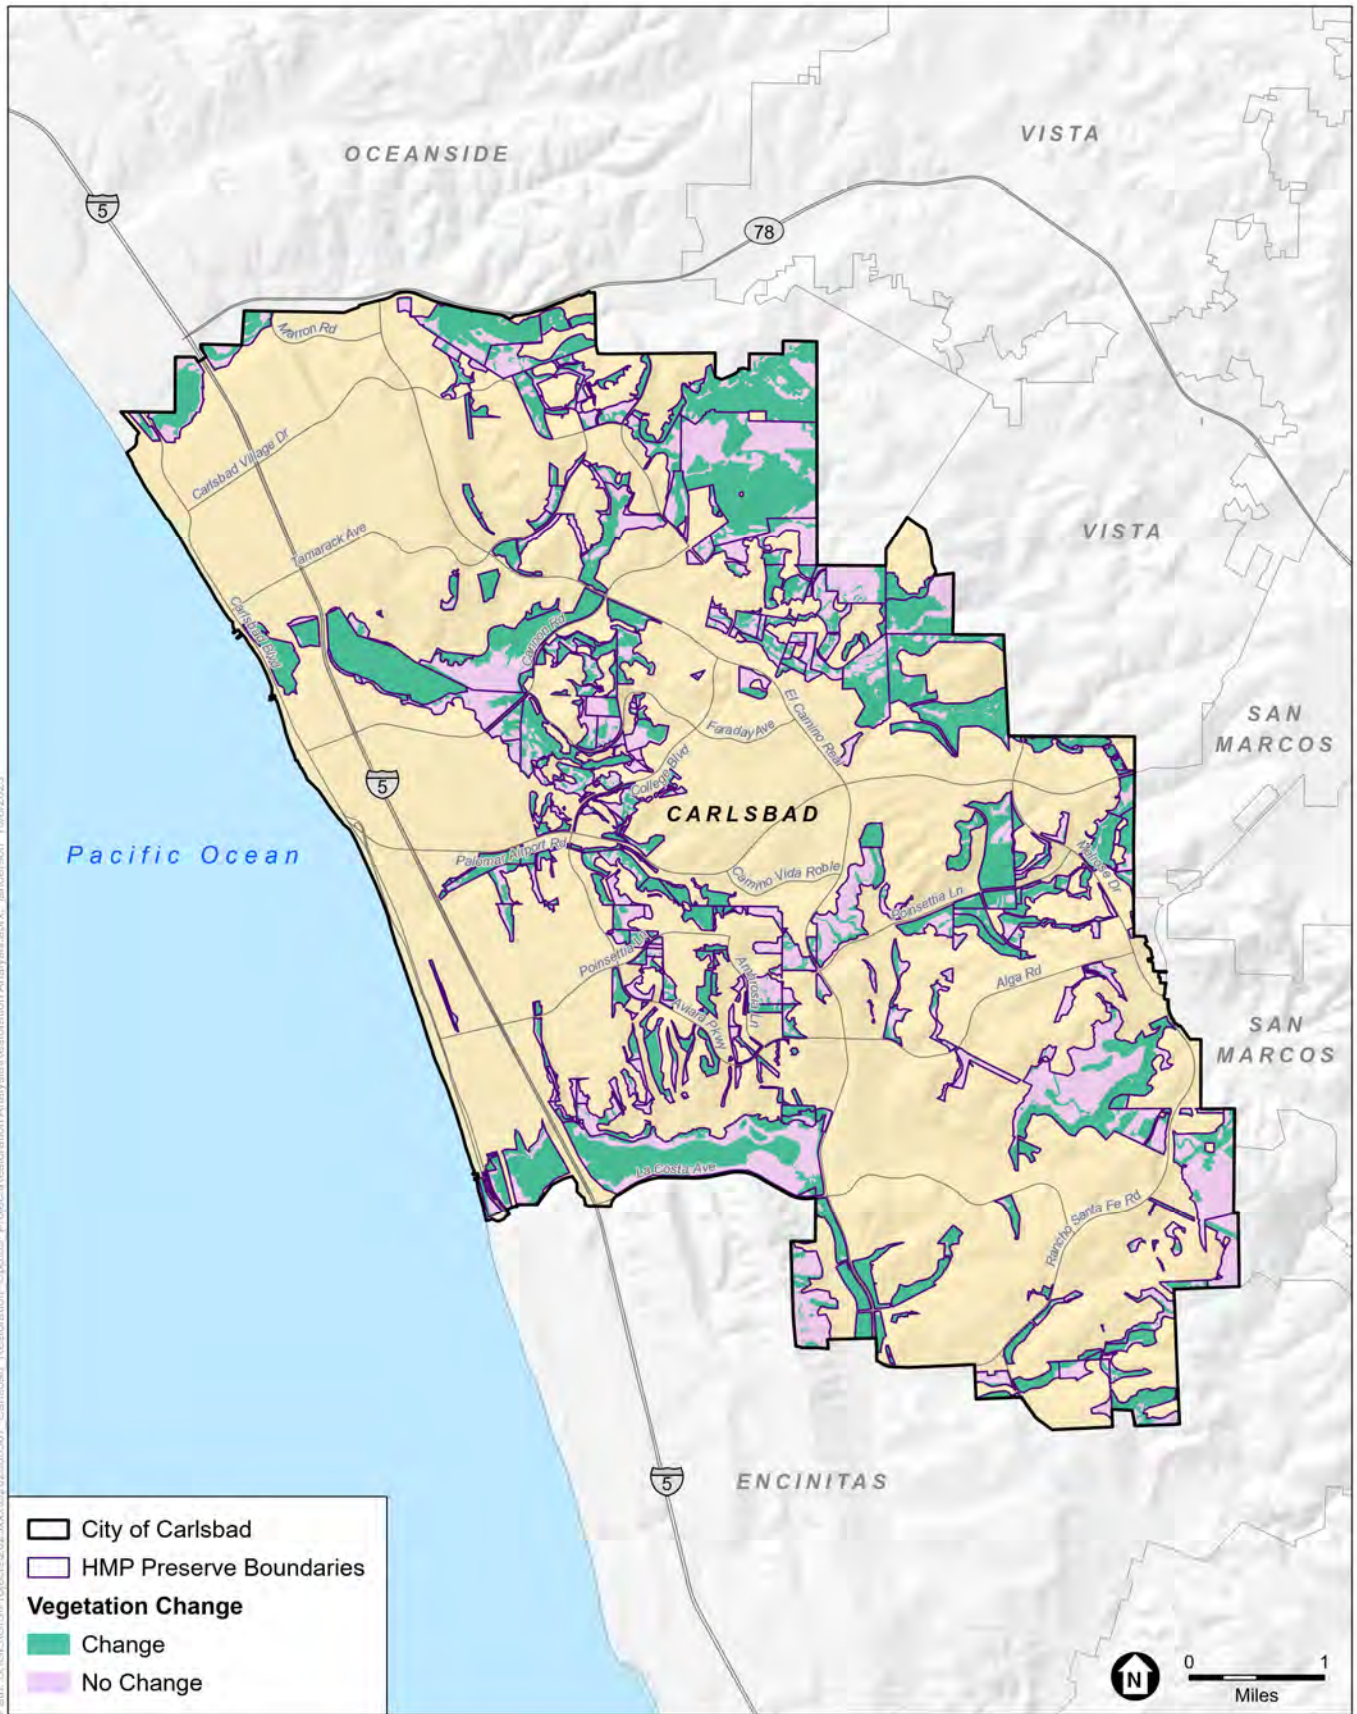 OCEANSIDE
VISTA
5
78
Marron Rd
Carlsbad Village Dr
Tamarack Ave
VISTA
Carlsbad Blvd
Cannon Rd
El Camino Real
Faraday Ave
SAN
MARCOS
College Blvd
5
CARLSBAD
Pacific Ocean
Palomar Airport Rd
Camino Vida Roble
Melrose Dr
Poinsettia Ln
Poinsettia Ln
Ambrosia Ln
Alga Rd
Aviara Pkwy
SAN
MARCOS
La Costa Ave
Rancho Santa Fe Rd
5
ENCINITAS
City of Carlsbad
HMP Preserve Boundaries
Vegetation Change
Change
No Change
N
0 1
Miles